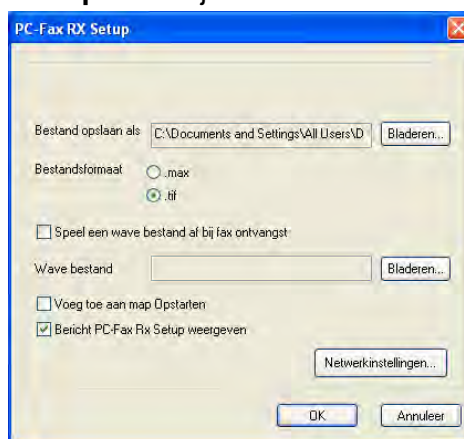 PC-Fax RX Setup
Bestand opslaan als C:\Documents and Settings\All Users\D Bladeren...
Bestandsformaat .max
.tif
Speel een wave bestand af bij fax ontvangst
Wave bestand Bladeren...
Voeg toe aan map Opstarten
Bericht PC-Fax Rx Setup weergeven
Netwerkinstellingen...
OK Annuleer